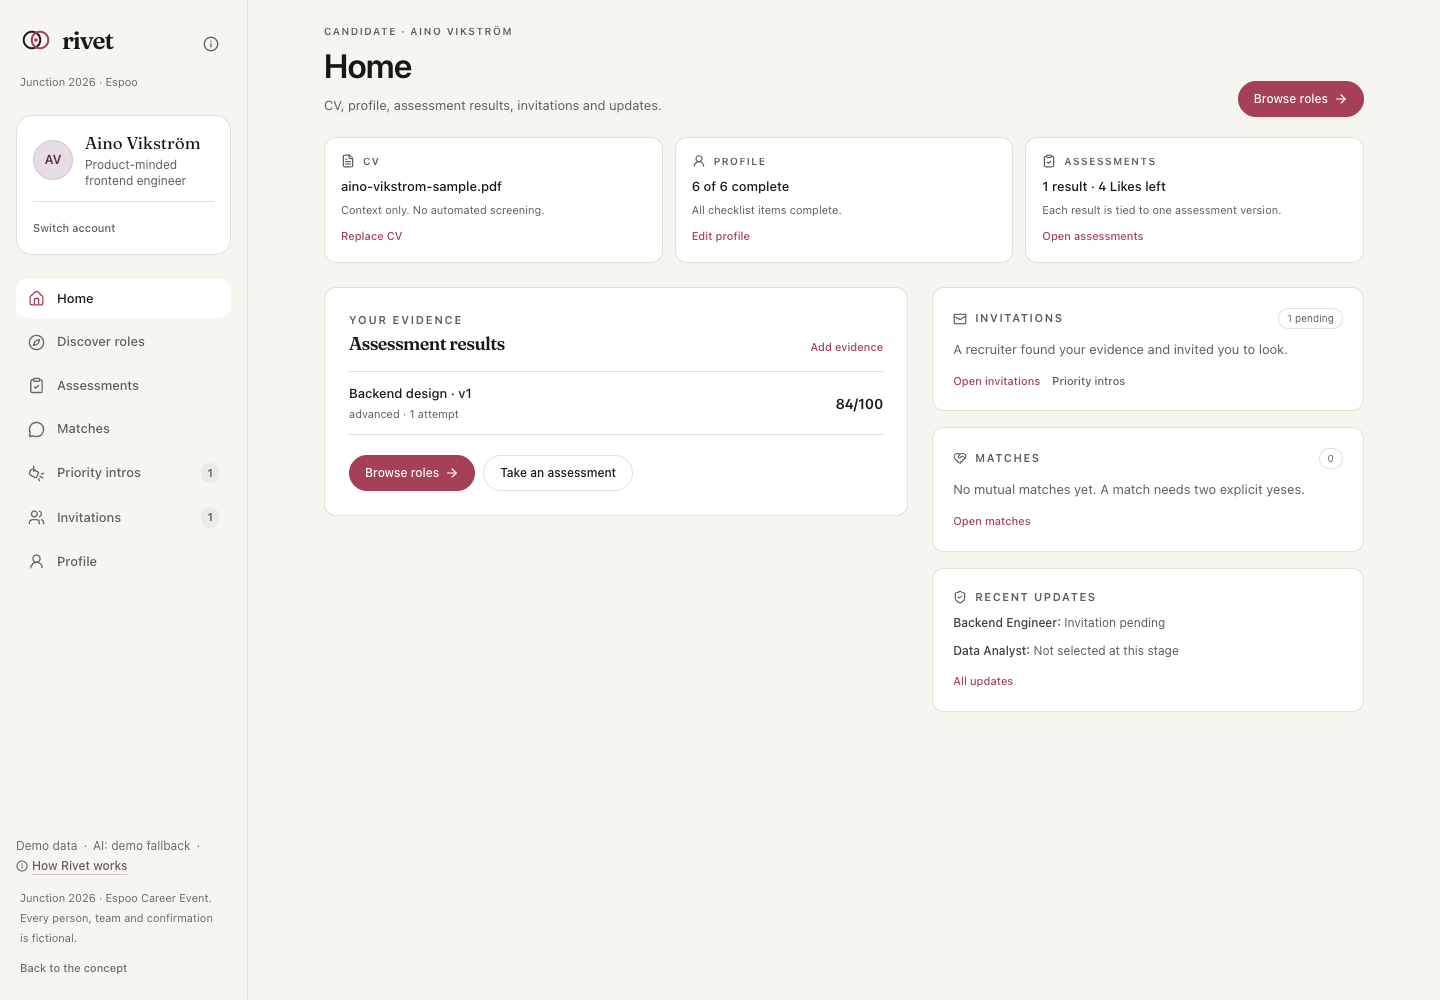 rivet
Junction 2026 · Espoo
AV
Aino Vikström
Product-minded
frontend engineer
Switch account
Home
Discover roles
Assessments
Matches
Priority intros 1
Invitations 1
Profile
Demo data · AI: demo fallback ·
How Rivet works
Junction 2026 · Espoo Career Event.
Every person, team and confirmation
is fictional.
Back to the concept
CANDIDATE · AINO VIKSTRÖM
Home
CV, profile, assessment results, invitations and updates.
Browse roles →
CV
aino-vikstrom-sample.pdf
Context only. No automated screening.
Replace CV
PROFILE
6 of 6 complete
All checklist items complete.
Edit profile
ASSESSMENTS
1 result · 4 Likes left
Each result is tied to one assessment version.
Open assessments
YOUR EVIDENCE
Assessment results
Add evidence
Backend design · v1
advanced · 1 attempt
84/100
Browse roles →
Take an assessment
INVITATIONS
1 pending
A recruiter found your evidence and invited you to look.
Open invitations Priority intros
MATCHES
0
No mutual matches yet. A match needs two explicit yeses.
Open matches
RECENT UPDATES
Backend Engineer: Invitation pending
Data Analyst: Not selected at this stage
All updates